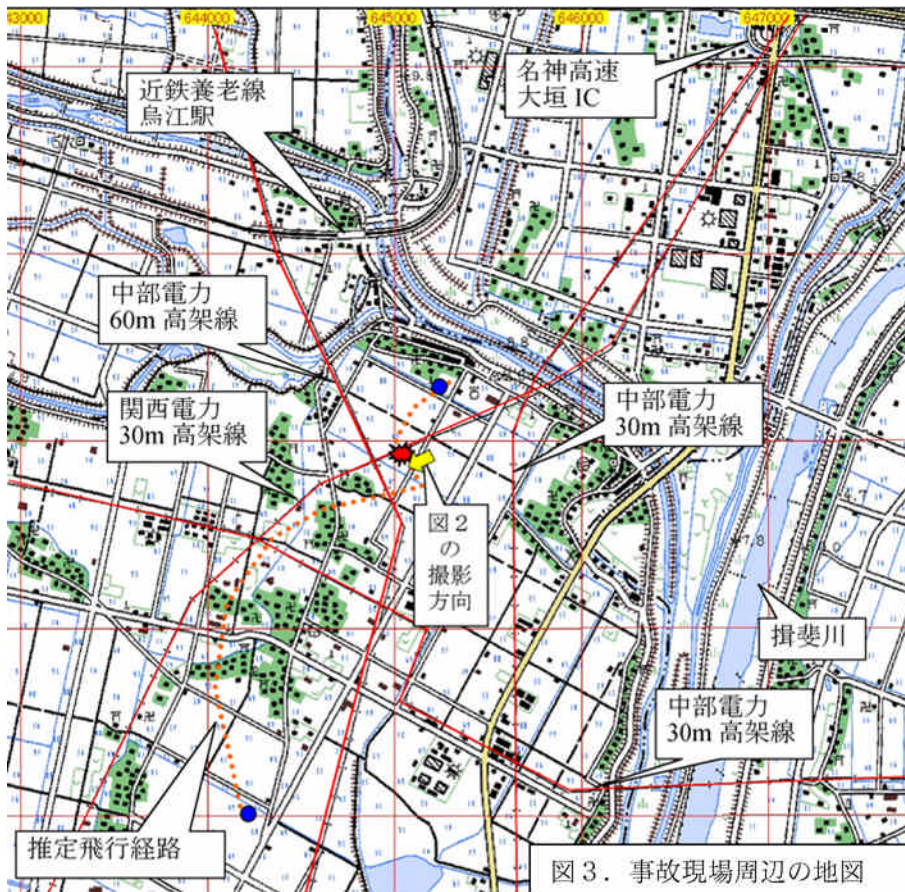 43000
644000
645000
646000
647000
近鉄養老線
烏江駅
名神高速
大垣 IC
中部電力
60m 高架線
関西電力
30m 高架線
中部電力
30m 高架線
図2
の
撮影
方向
揖斐川
中部電力
30m 高架線
推定飛行経路
図3．事故現場周辺の地図